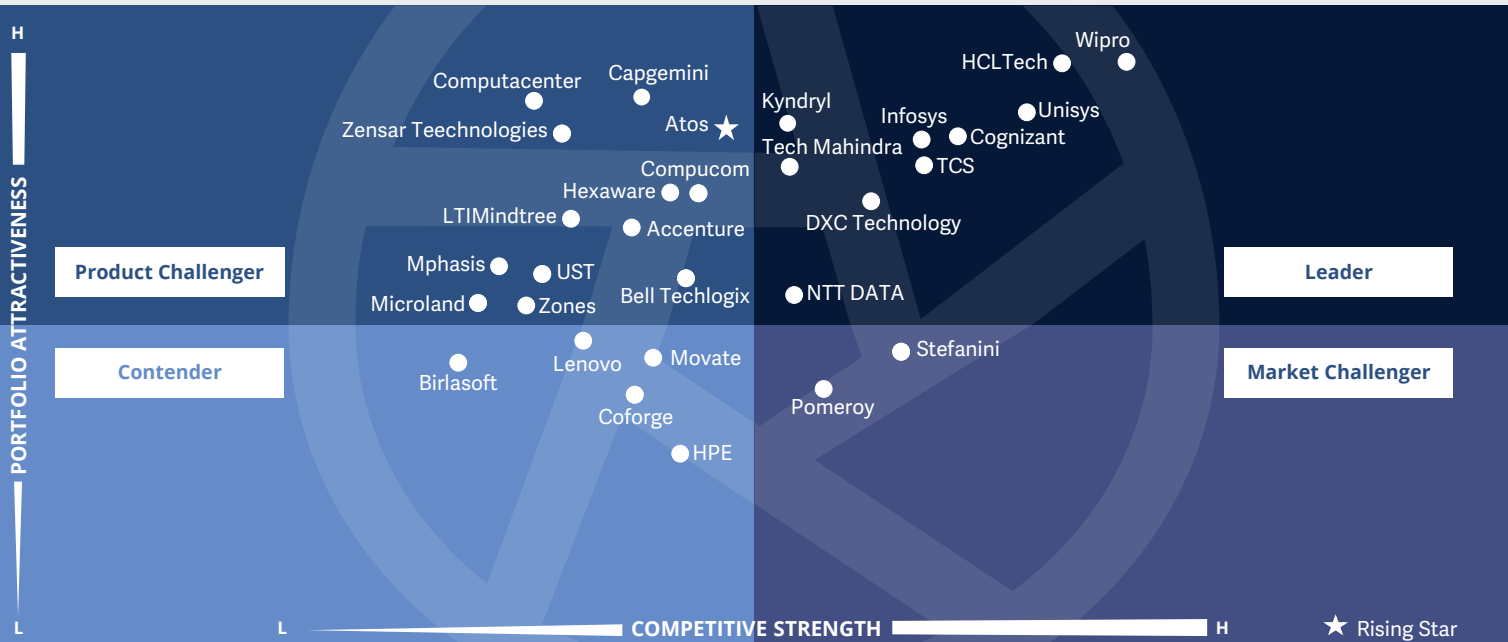 H
Wipro
HCLTech
Computacenter
Capgemini
Kyndryl
Unisys
Infosys
Atos
Zensar Teechnologies
Cognizant
Tech Mahindra
TCS
Compucom
Hexaware
LTIMindtree
Accenture
DXC Technology
Mphasis
UST
Product Challenger
Leader
Bell Techlogix
NTT DATA
Microland
Zones
PORTFOLIO ATTRACTIVENESS
Stefanini
Lenovo
Movate
Contender
Market Challenger
Birlasoft
Pomeroy
Coforge
HPE
L
L
COMPETITIVE STRENGTH
H
Rising Star